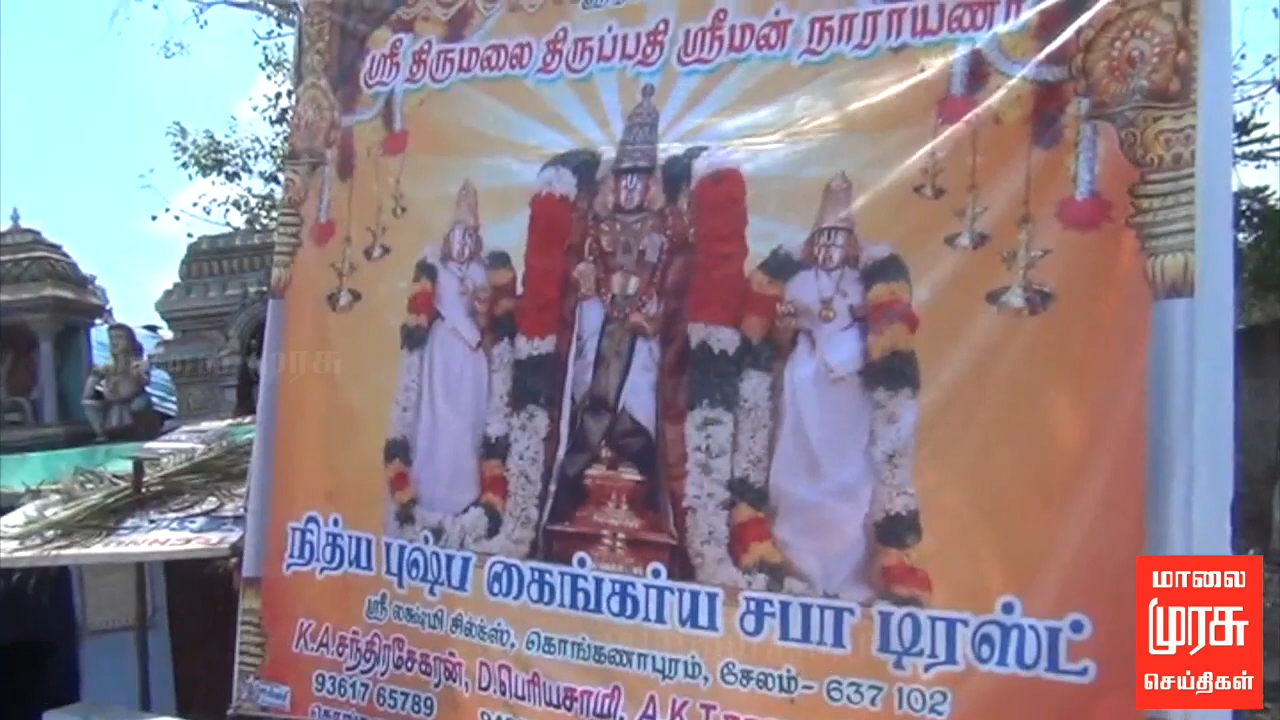 ஸ்ரீ திருமலை திருப்பதி ஸ்ரீமன் நாராயணா
நித்ய புஷ்ப கைங்கர்ய சபா டிரஸ்ட்
ஸ்ரீ லக்ஷ்மி சில்க்ஸ், கொங்கணாபுரம், சேலம்- 637 102
K.A.சந்திரசேகரன், D.பெரியசாமி, A.K.T.
93617 65789
மாலை
முரசு
செய்திகள்